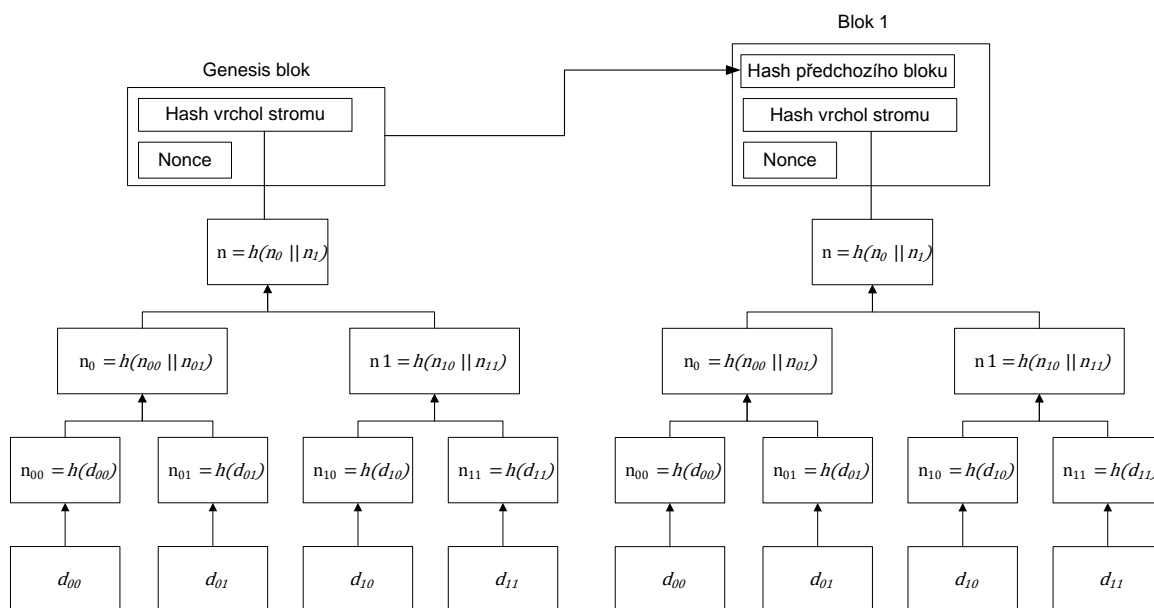 Blok 1
Genesis blok
Hash předchozího bloku
Hash vrchol stromu
Hash vrchol stromu
Nonce
Nonce
n = h(n₀ || n₁)
n = h(n₀ || n₁)
n₀ = h(n₀₀ || n₀₁)
n 1 = h(n₁₀ || n₁₁)
n₀ = h(n₀₀ || n₀₁)
n 1 = h(n₁₀ || n₁₁)
n₀₀ = h(d₀₀)
n₀₁ = h(d₀₁)
n₁₀ = h(d₁₀)
n₁₁ = h(d₁₁)
n₀₀ = h(d₀₀)
n₀₁ = h(d₀₁)
n₁₀ = h(d₁₀)
n₁₁ = h(d₁₁)
d₀₀
d₀₁
d₁₀
d₁₁
d₀₀
d₀₁
d₁₀
d₁₁